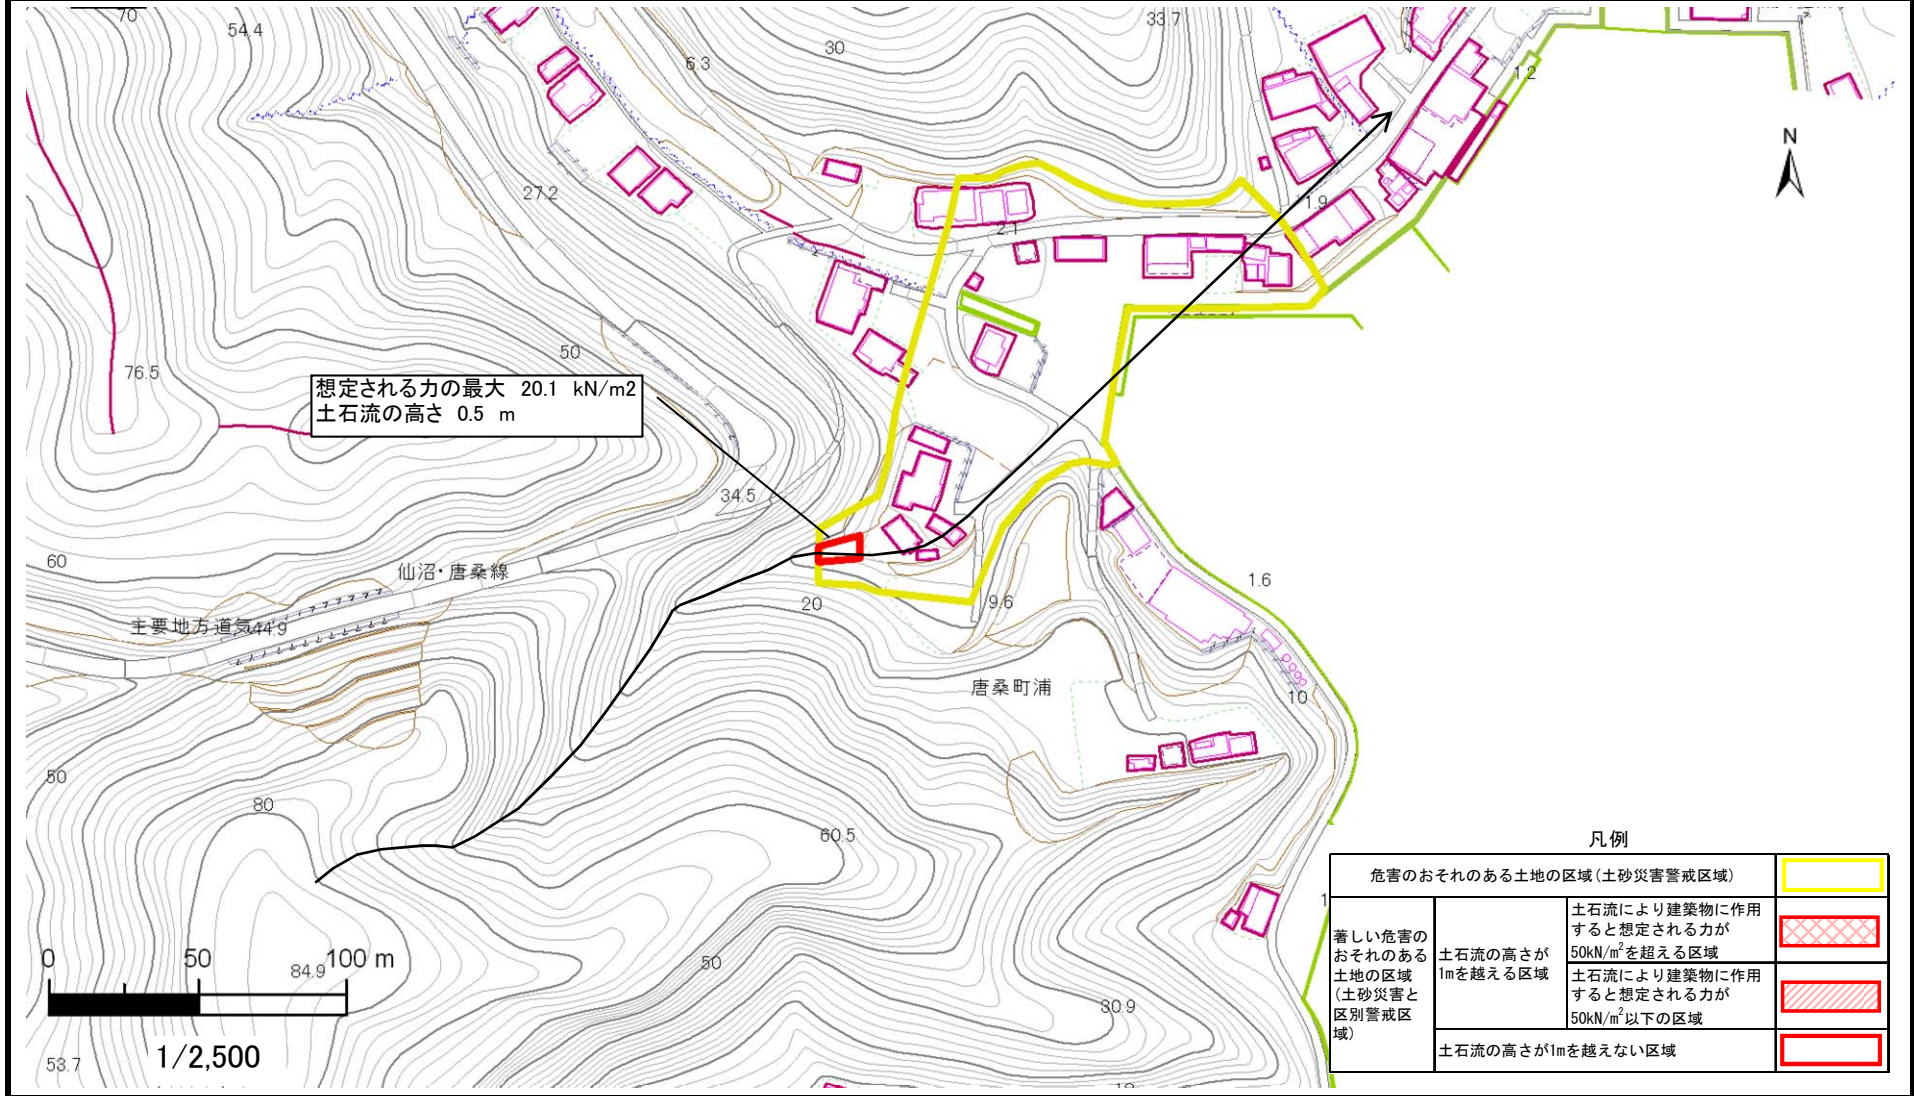 70
54.4
33.7
30
6.3
1.2
N
27.2
1.9
2.1
50
76.5
想定される力の最大 20.1 kN/m2
土石流の高さ 0.5 m
34.5
60
仙沼・唐桑線
1.6
20
9.6
主要地方道気44.9
唐桑町浦
10
50
80
60.5
凡例
危害のおそれのある土地の区域(土砂災害警戒区域)
著しい危害の
おそれのある
土地の区域
(土砂災害と
区別警戒区
域)
土石流の高さが
1mを越える区域
土石流により建築物に作用
すると想定される力が
50kN/m²を超える区域
土石流により建築物に作用
すると想定される力が
50kN/m²以下の区域
土石流の高さが1mを越えない区域
0 50 100 m
84.9
50
30.9
53.7
1/2,500